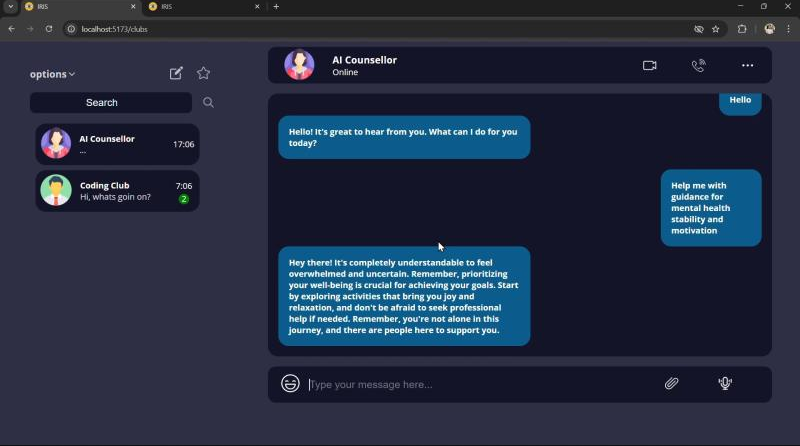 IRIS
IRIS
localhost:5173/clubs
options
Search
AI Counsellor
...
17:06
Coding Club
Hi, whats goin on?
7:06
2
AI Counsellor
Online
Hello
Hello! It's great to hear from you. What can I do for you
today?
Help me with
guidance for
mental health
stability and
motivation
Hey there! It's completely understandable to feel
overwhelmed and uncertain. Remember, prioritizing
your well-being is crucial for achieving your goals. Start
by exploring activities that bring you joy and
relaxation, and don't be afraid to seek professional
help if needed. Remember, you're not alone in this
journey, and there are people here to support you.
Type your message here...